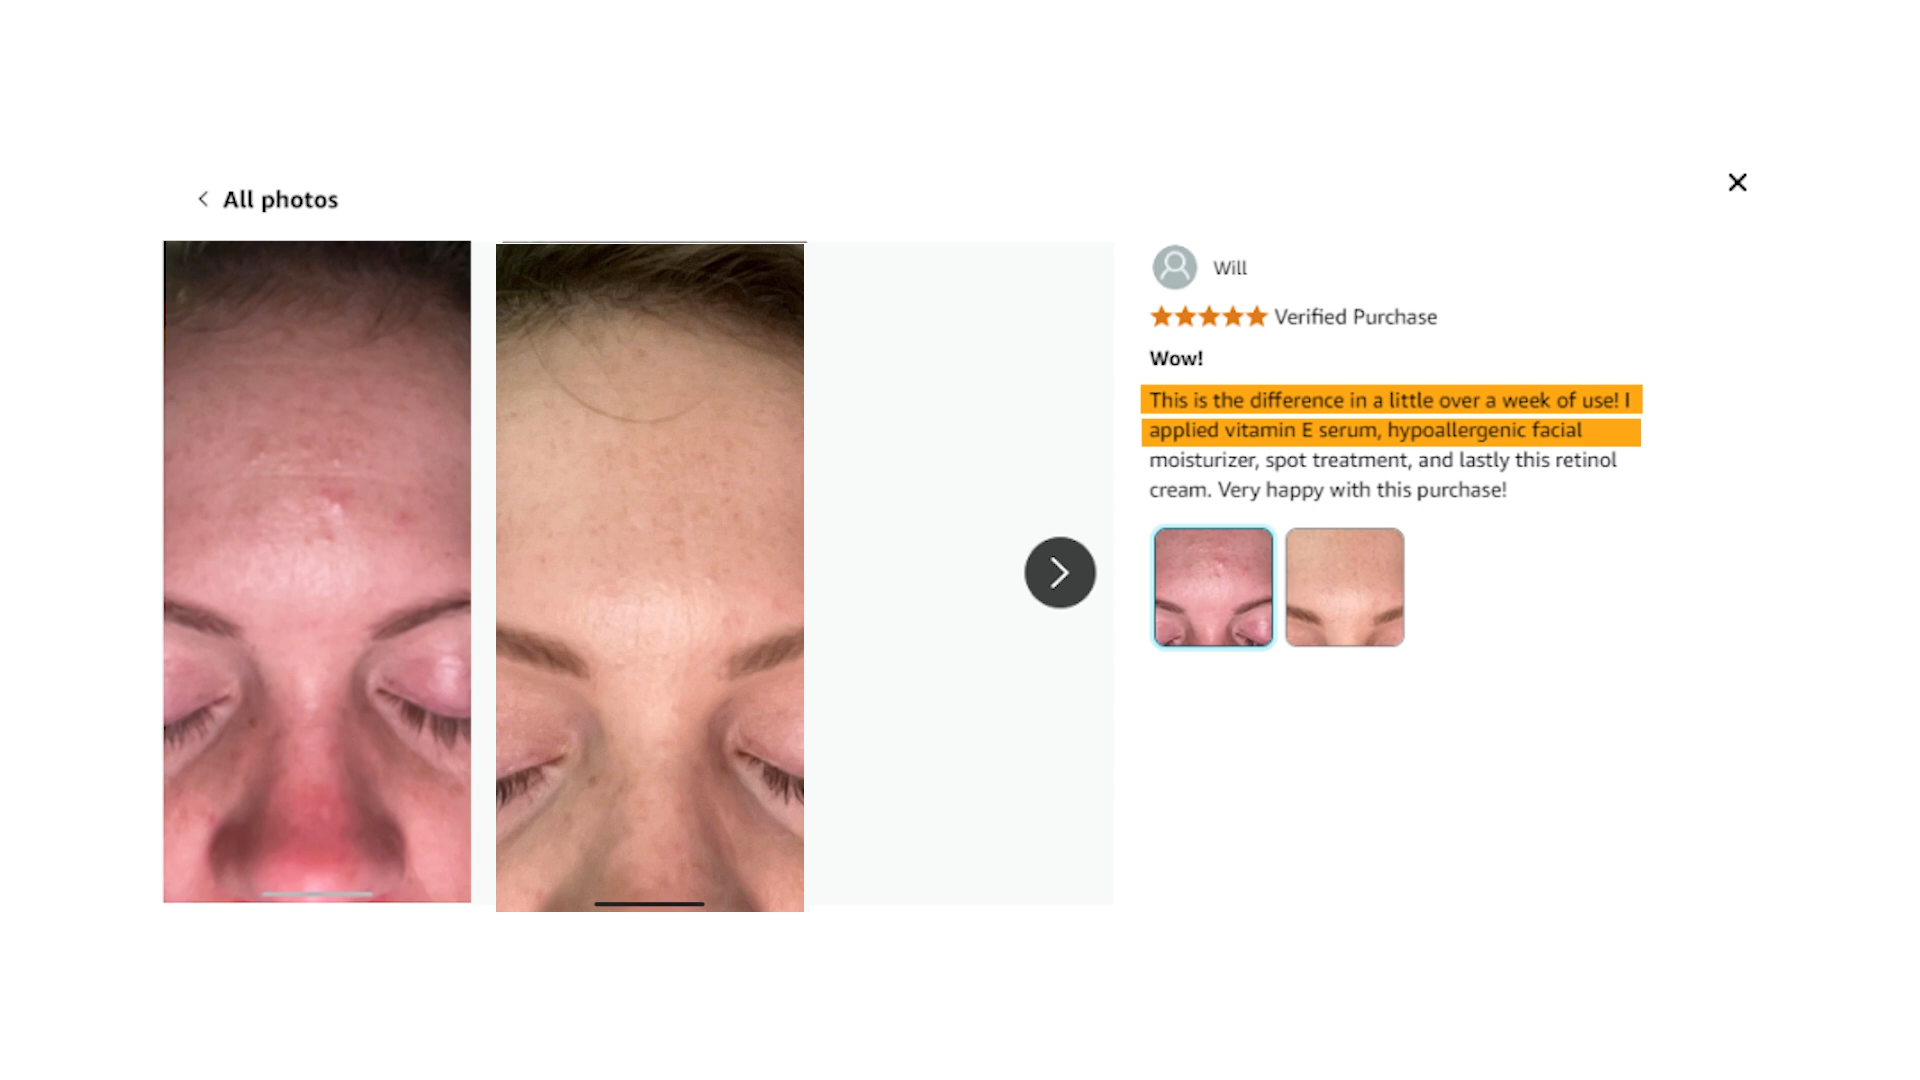 All photos
Will
Verified Purchase
Wow!
This is the difference in a little over a week of use! I
applied vitamin E serum, hypoallergenic facial
moisturizer, spot treatment, and lastly this retinol
cream. Very happy with this purchase!